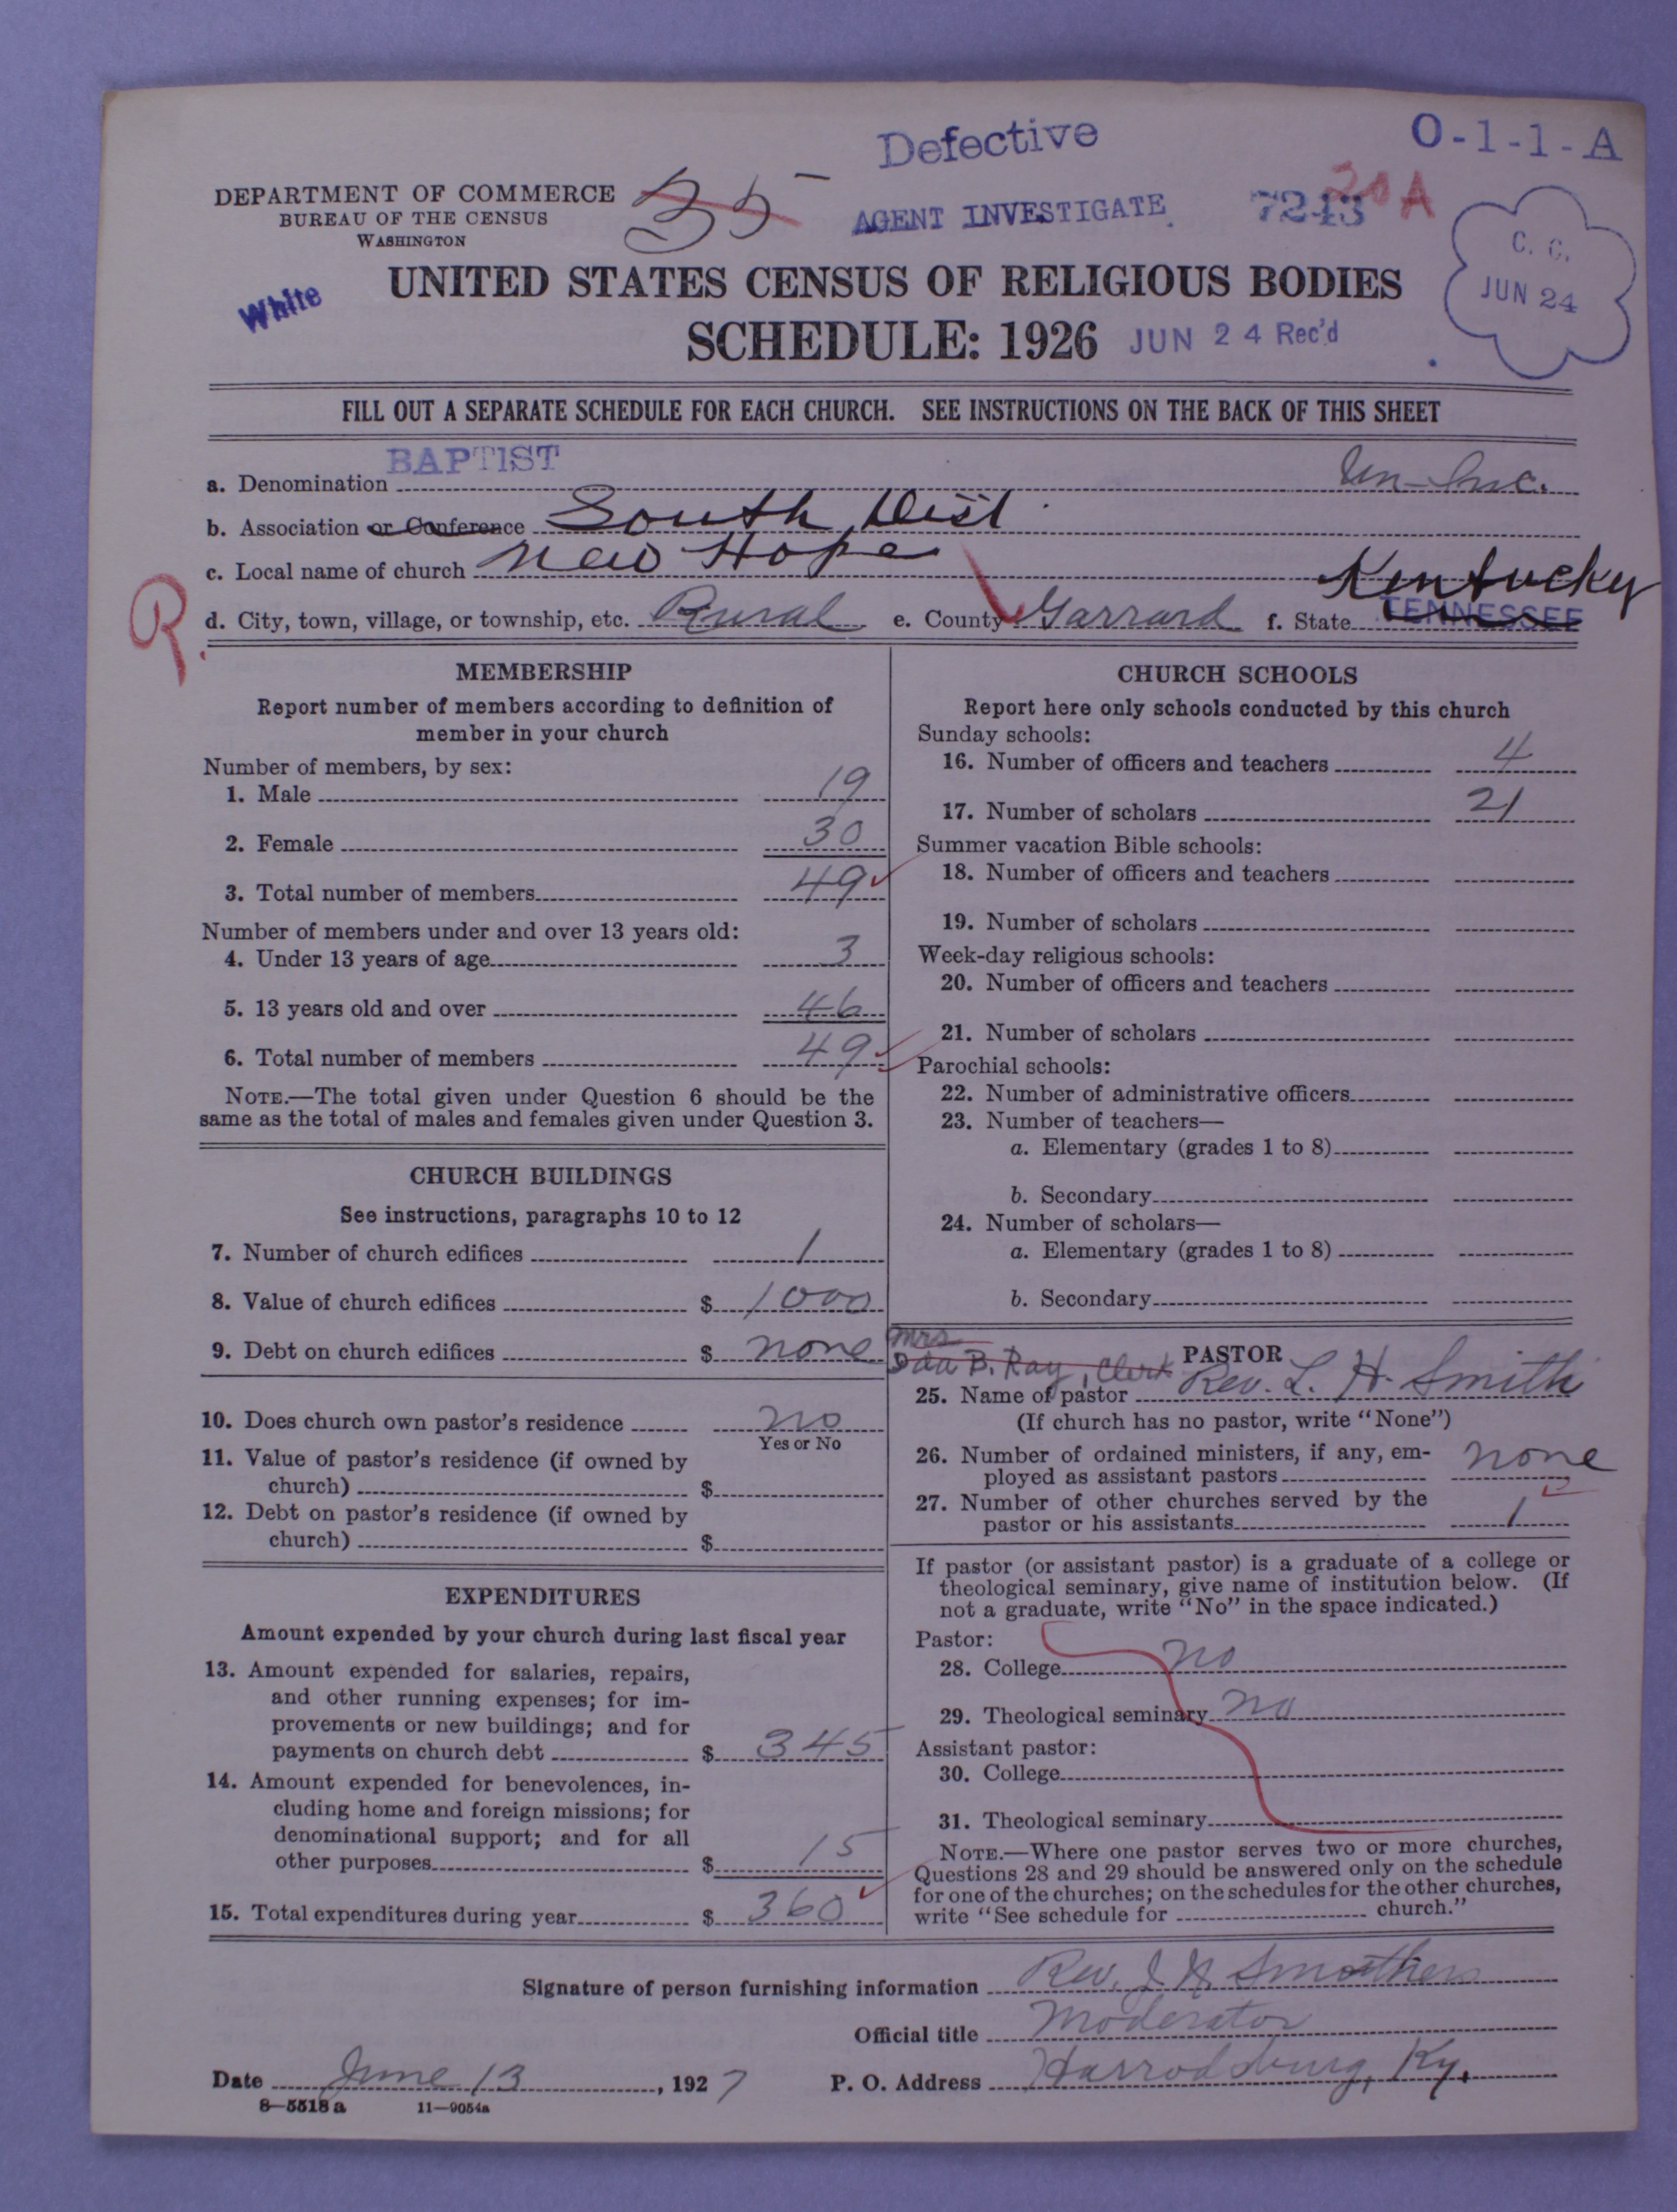 Defective
O-1-1-A
DEPARTMENT OF COMMERCE
BUREAU OF THE CENSUS
WASHINGTON
35
AGENT INVESTIGATE
7243
20 A
C. C.
JUN 24
White
UNITED STATES CENSUS OF RELIGIOUS BODIES
SCHEDULE: 1926
JUN 24 Rec'd
FILL OUT A SEPARATE SCHEDULE FOR EACH CHURCH. SEE INSTRUCTIONS ON THE BACK OF THIS SHEET
a. Denomination BAPTIST Un-Inc.
b. Association or Conference South Dist.
c. Local name of church New Hope
R.
d. City, town, village, or township, etc. Rural e. County Garrard f. State TENNESSEE Kentucky
MEMBERSHIP
Report number of members according to definition of
member in your church
Number of members, by sex:
1. Male 19
2. Female 30
3. Total number of members 49
Number of members under and over 13 years old:
4. Under 13 years of age 3
5. 13 years old and over 46
6. Total number of members 49
NOTE.—The total given under Question 6 should be the
same as the total of males and females given under Question 3.
CHURCH BUILDINGS
See instructions, paragraphs 10 to 12
7. Number of church edifices 1
8. Value of church edifices $ 1000
9. Debt on church edifices $ none
10. Does church own pastor's residence no
Yes or No
11. Value of pastor's residence (if owned by
church) $
12. Debt on pastor's residence (if owned by
church) $
EXPENDITURES
Amount expended by your church during last fiscal year
13. Amount expended for salaries, repairs,
and other running expenses; for im-
provements or new buildings; and for
payments on church debt $ 345
14. Amount expended for benevolences, in-
cluding home and foreign missions; for
denominational support; and for all
other purposes $ 15
15. Total expenditures during year $ 360
CHURCH SCHOOLS
Report here only schools conducted by this church
Sunday schools:
16. Number of officers and teachers 4
17. Number of scholars 21
Summer vacation Bible schools:
18. Number of officers and teachers
19. Number of scholars
Week-day religious schools:
20. Number of officers and teachers
21. Number of scholars
Parochial schools:
22. Number of administrative officers
23. Number of teachers—
a. Elementary (grades 1 to 8)
b. Secondary
24. Number of scholars—
a. Elementary (grades 1 to 8)
b. Secondary
Mrs
Ida B. Ray, Clerk
PASTOR
25. Name of pastor Rev. L. H. Smith
(If church has no pastor, write "None")
26. Number of ordained ministers, if any, em-
ployed as assistant pastors none
27. Number of other churches served by the
pastor or his assistants 1
If pastor (or assistant pastor) is a graduate of a college or
theological seminary, give name of institution below. (If
not a graduate, write "No" in the space indicated.)
Pastor:
28. College no
29. Theological seminary no
Assistant pastor:
30. College
31. Theological seminary
NOTE.—Where one pastor serves two or more churches,
Questions 28 and 29 should be answered only on the schedule
for one of the churches; on the schedules for the other churches,
write "See schedule for church."
Signature of person furnishing information Rev. J. N. Smothers
Official title Moderator
Date June 13, 1927 P. O. Address Harrodsburg, Ky.
8—5518a 11—9054a